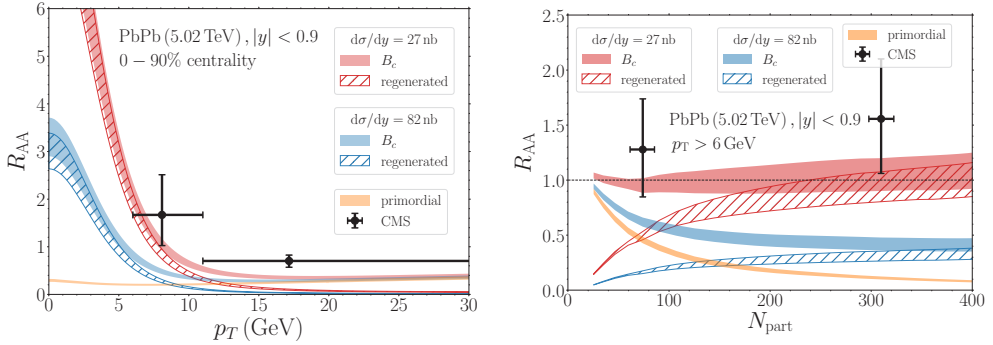 PbPb (5.02 TeV) , |y| < 0.9
0 − 90% centrality
dσ/dy = 27 nb
B_c
regenerated
dσ/dy = 82 nb
B_c
regenerated
primordial
CMS
R_AA
6
5
4
3
2
1
0
0 5 10 15 20 25 30
p_T (GeV)
dσ/dy = 27 nb
B_c
regenerated
dσ/dy = 82 nb
B_c
regenerated
primordial
CMS
PbPb (5.02 TeV) , |y| < 0.9
p_T > 6 GeV
R_AA
2.5
2.0
1.5
1.0
0.5
0.0
0 100 200 300 400
N_part